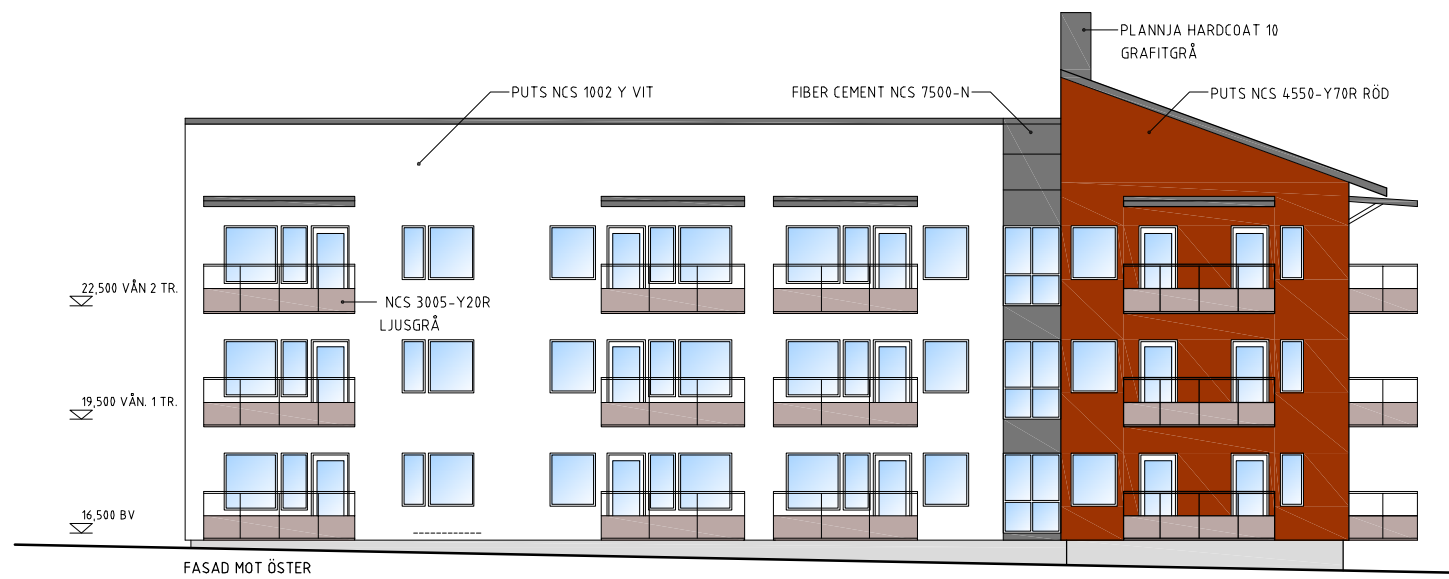 PLANNJA HARDCOAT 10
GRAFITGRÅ
PUTS NCS 1002 Y VIT
FIBER CEMENT NCS 7500-N
PUTS NCS 4550-Y70R RÖD
22,500 VÅN 2 TR.
NCS 3005-Y20R
LJUSGRÅ
19,500 VÅN. 1 TR.
16,500 BV
FASAD MOT ÖSTER